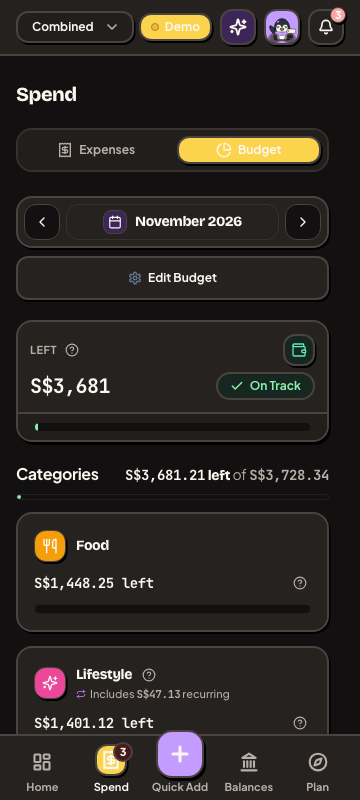 Combined
Demo
3
Spend
Expenses
Budget
November 2026
Edit Budget
LEFT
S$3,681
On Track
Categories
S$3,681.21 left of S$3,728.34
Food
S$1,448.25 left
Lifestyle
Includes S$47.13 recurring
S$1,401.12 left
3
Home
Spend
Quick Add
Balances
Plan